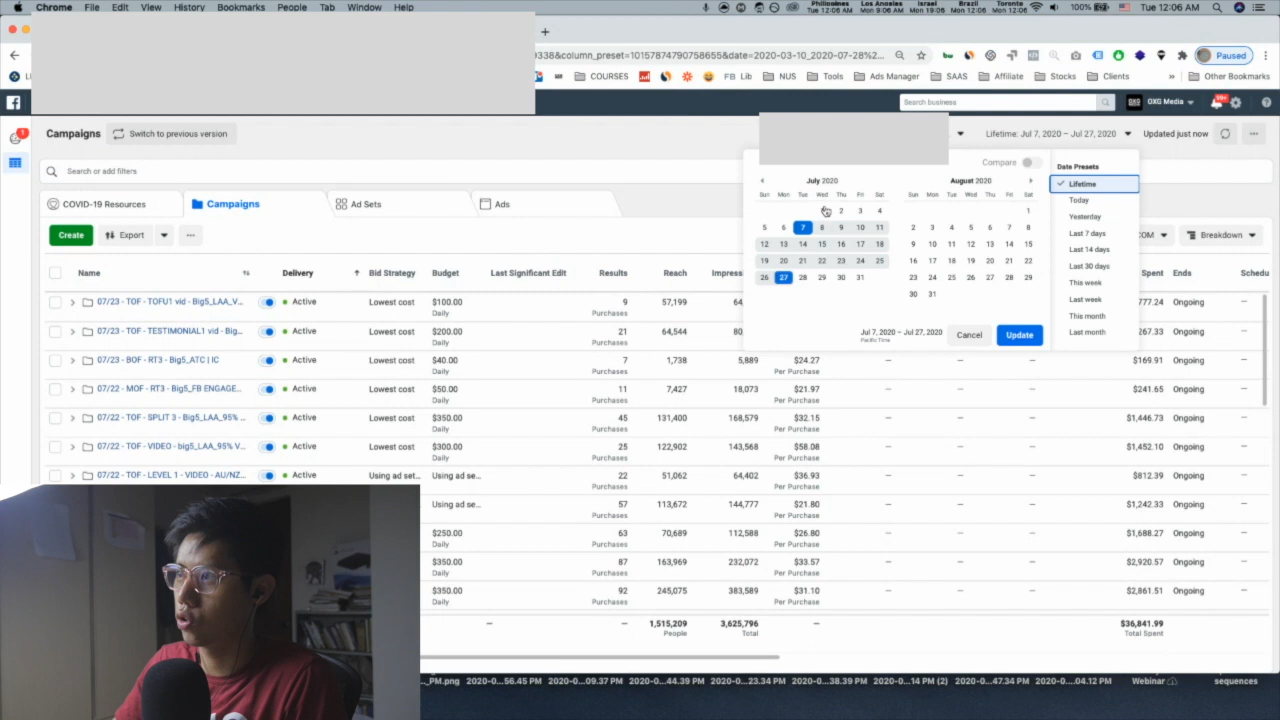 Chrome File Edit View History Bookmarks People Tab Window Help
Philippines Tue 12:06 AM Los Angeles Mon 9:06 AM Israel Mon 19:06 Brazil Mon 12:06 Toronto Mon 12:06 100% Tue 12:06 AM
9338&column_preset=10157874790758655&date=2020-03-10_2020-07-28%2... Paused
COURSES FB Lib NUS Tools Ads Manager SAAS Affiliate Stocks Clients » Other Bookmarks
Search business OXG Media 99+
1 Campaigns Switch to previous version Lifetime: Jul 7, 2020 – Jul 27, 2020 Updated just now
Search or add filters
Compare Date Presets
July 2020 August 2020 Lifetime
Sun Mon Tue Wed Thu Fri Sat Sun Mon Tue Wed Thu Fri Sat
COVID-19 Resources Campaigns Ad Sets Ads
2 3 4 1 Today
5 6 7 8 9 10 11 2 3 4 5 6 7 8 Yesterday
Create Export ... COM Breakdown
12 13 14 15 16 17 18 9 10 11 12 13 14 15 Last 7 days
19 20 21 22 23 24 25 16 17 18 19 20 21 22 Last 14 days
26 27 28 29 30 31 23 24 25 26 27 28 29 Last 30 days
30 31 This week
Last week
This month
Last month
Jul 7, 2020 – Jul 27, 2020 Cancel Update
Pacific Time
Name Delivery Bid Strategy Budget Last Significant Edit Results Reach Impress Spent Ends Schedu
07/23 - TOF - TOFU1 vid - Big5_LAA_V... Active Lowest cost $100.00 9 57,199 64, 777.24 Ongoing —
Daily Purchases
07/23 - TOF - TESTIMONIAL1 vid - Big... Active Lowest cost $200.00 21 64,544 80, 267.33 Ongoing —
Daily Purchases
07/23 - BOF - RT3 - Big5_ATC | IC Active Lowest cost $40.00 7 1,738 5,889 $24.27 — — — $169.91 Ongoing —
Daily Purchases Per Purchase
07/22 - MOF - RT3 - Big5_FB ENGAGE... Active Lowest cost $50.00 11 7,427 18,073 $21.97 — — — $241.65 Ongoing —
Daily Purchases Per Purchase
07/22 - TOF - SPLIT 3 - Big5_LAA_95% ... Active Lowest cost $350.00 45 131,400 168,579 $32.15 — — — $1,446.73 Ongoing —
Daily Purchases Per Purchase
07/22 - TOF - VIDEO - big5_LAA_95% V... Active Lowest cost $300.00 25 122,902 143,568 $58.08 — — — $1,452.10 Ongoing —
Daily Purchases Per Purchase
07/22 - TOF - LEVEL 1 - VIDEO - AU/NZ... Active Using ad set... Using ad se... 22 51,062 64,402 $36.93 — — — $812.39 Ongoing —
Purchases Per Purchase
Using ad se... 57 113,672 144,777 $21.80 — — — $1,242.33 Ongoing —
Purchases Per Purchase
$250.00 63 70,689 112,588 $26.80 — — — $1,688.27 Ongoing —
Daily Purchases Per Purchase
$350.00 87 163,969 232,072 $33.57 — — — $2,920.57 Ongoing —
Daily Purchases Per Purchase
$350.00 92 245,075 383,589 $31.10 — — — $2,861.51 Ongoing —
Daily Purchases Per Purchase
— — 1,515,209 3,625,796 — $36,841.99
People Total Total Spent
_PM.png 2020-0...56.45 PM 2020-0...09.37 PM 2020-0...44.39 PM 2020-0...23.34 PM 2020-0...38.39 PM 2020-0...14 PM (2) 2020-0...47.34 PM 2020-0....04.12 PM Webinar sequences